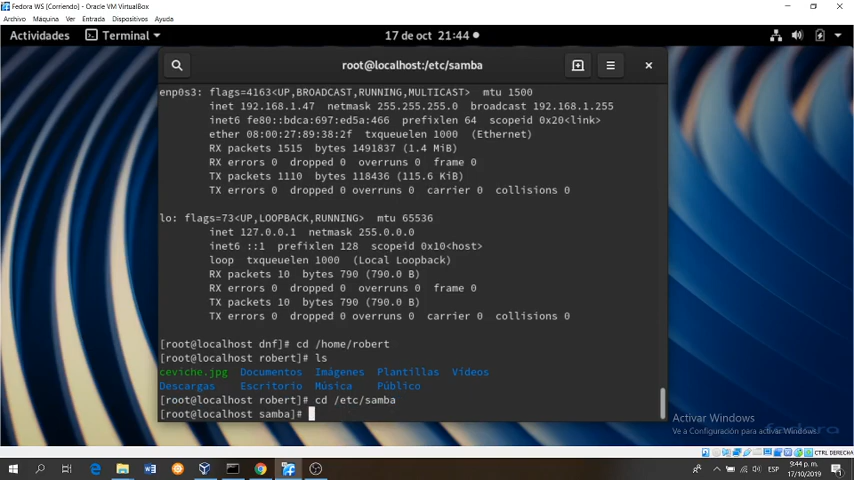 Fedora WS [Corriendo] - Oracle VM VirtualBox
Archivo Máquina Ver Entrada Dispositivos Ayuda
Actividades Terminal 17 de oct 21:44
root@localhost:/etc/samba
enp0s3: flags=4163<UP,BROADCAST,RUNNING,MULTICAST> mtu 1500
inet 192.168.1.47 netmask 255.255.255.0 broadcast 192.168.1.255
inet6 fe80::bdca:697:ed5a:466 prefixlen 64 scopeid 0x20<link>
ether 08:00:27:89:38:2f txqueuelen 1000 (Ethernet)
RX packets 1515 bytes 1491837 (1.4 MiB)
RX errors 0 dropped 0 overruns 0 frame 0
TX packets 1110 bytes 118436 (115.6 KiB)
TX errors 0 dropped 0 overruns 0 carrier 0 collisions 0
lo: flags=73<UP,LOOPBACK,RUNNING> mtu 65536
inet 127.0.0.1 netmask 255.0.0.0
inet6 ::1 prefixlen 128 scopeid 0x10<host>
loop txqueuelen 1000 (Local Loopback)
RX packets 10 bytes 790 (790.0 B)
RX errors 0 dropped 0 overruns 0 frame 0
TX packets 10 bytes 790 (790.0 B)
TX errors 0 dropped 0 overruns 0 carrier 0 collisions 0
[root@localhost dnf]# cd /home/robert
[root@localhost robert]# ls
ceviche.jpg Documentos Imágenes Plantillas Vídeos
Descargas Escritorio Música Público
[root@localhost robert]# cd /etc/samba
[root@localhost samba]#
Activar Windows
Ve a Configuración para activar Windows.
fedora
CTRL DERECHA
ESP
9:44 p. m.
17/10/2019
1